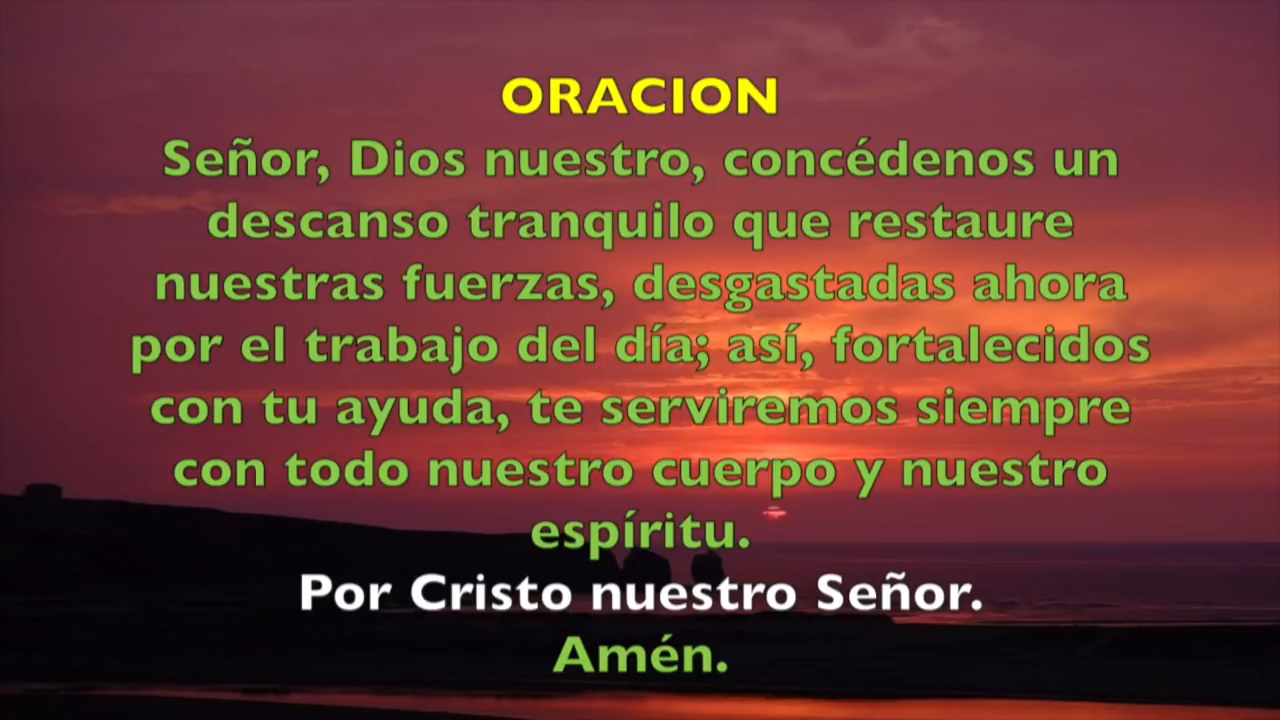 ORACION
Señor, Dios nuestro, concédenos un
descanso tranquilo que restaure
nuestras fuerzas, desgastadas ahora
por el trabajo del día; así, fortalecidos
con tu ayuda, te serviremos siempre
con todo nuestro cuerpo y nuestro
espíritu.
Por Cristo nuestro Señor.
Amén.